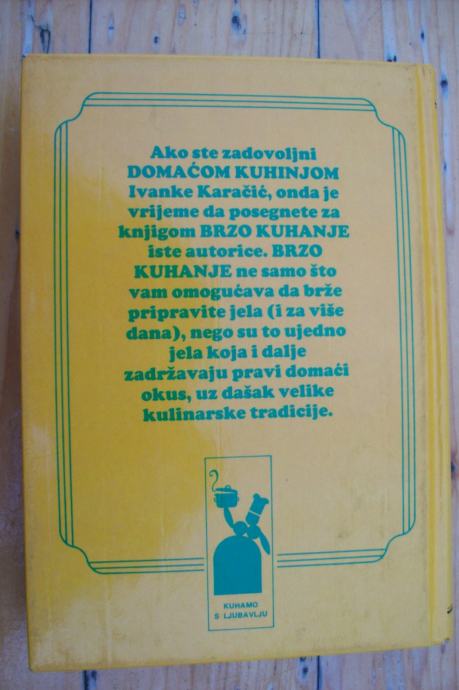 Ako ste zadovoljni
DOMAĆOM KUHINJOM
Ivanke Karačić, onda je
vrijeme da posegnete za
knjigom BRZO KUHANJE
iste autorice. BRZO
KUHANJE ne samo što
vam omogućava da brže
pripravite jela (i za više
dana), nego su to ujedno
jela koja i dalje
zadržavaju pravi domaći
okus, uz dašak velike
kulinarske tradicije.
KUHAMO
S LJUBAVLJU